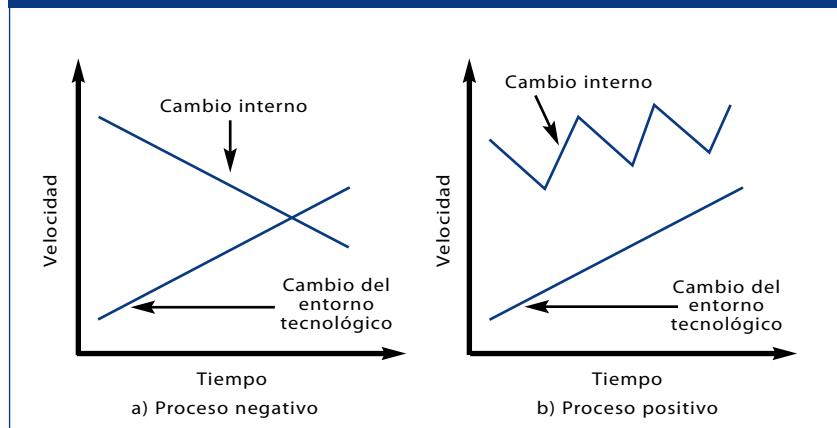 Cambio interno
Velocidad
Cambio del
entorno
tecnológico
Tiempo
a) Proceso negativo
Cambio interno
Velocidad
Cambio del
entorno
tecnológico
Tiempo
b) Proceso positivo